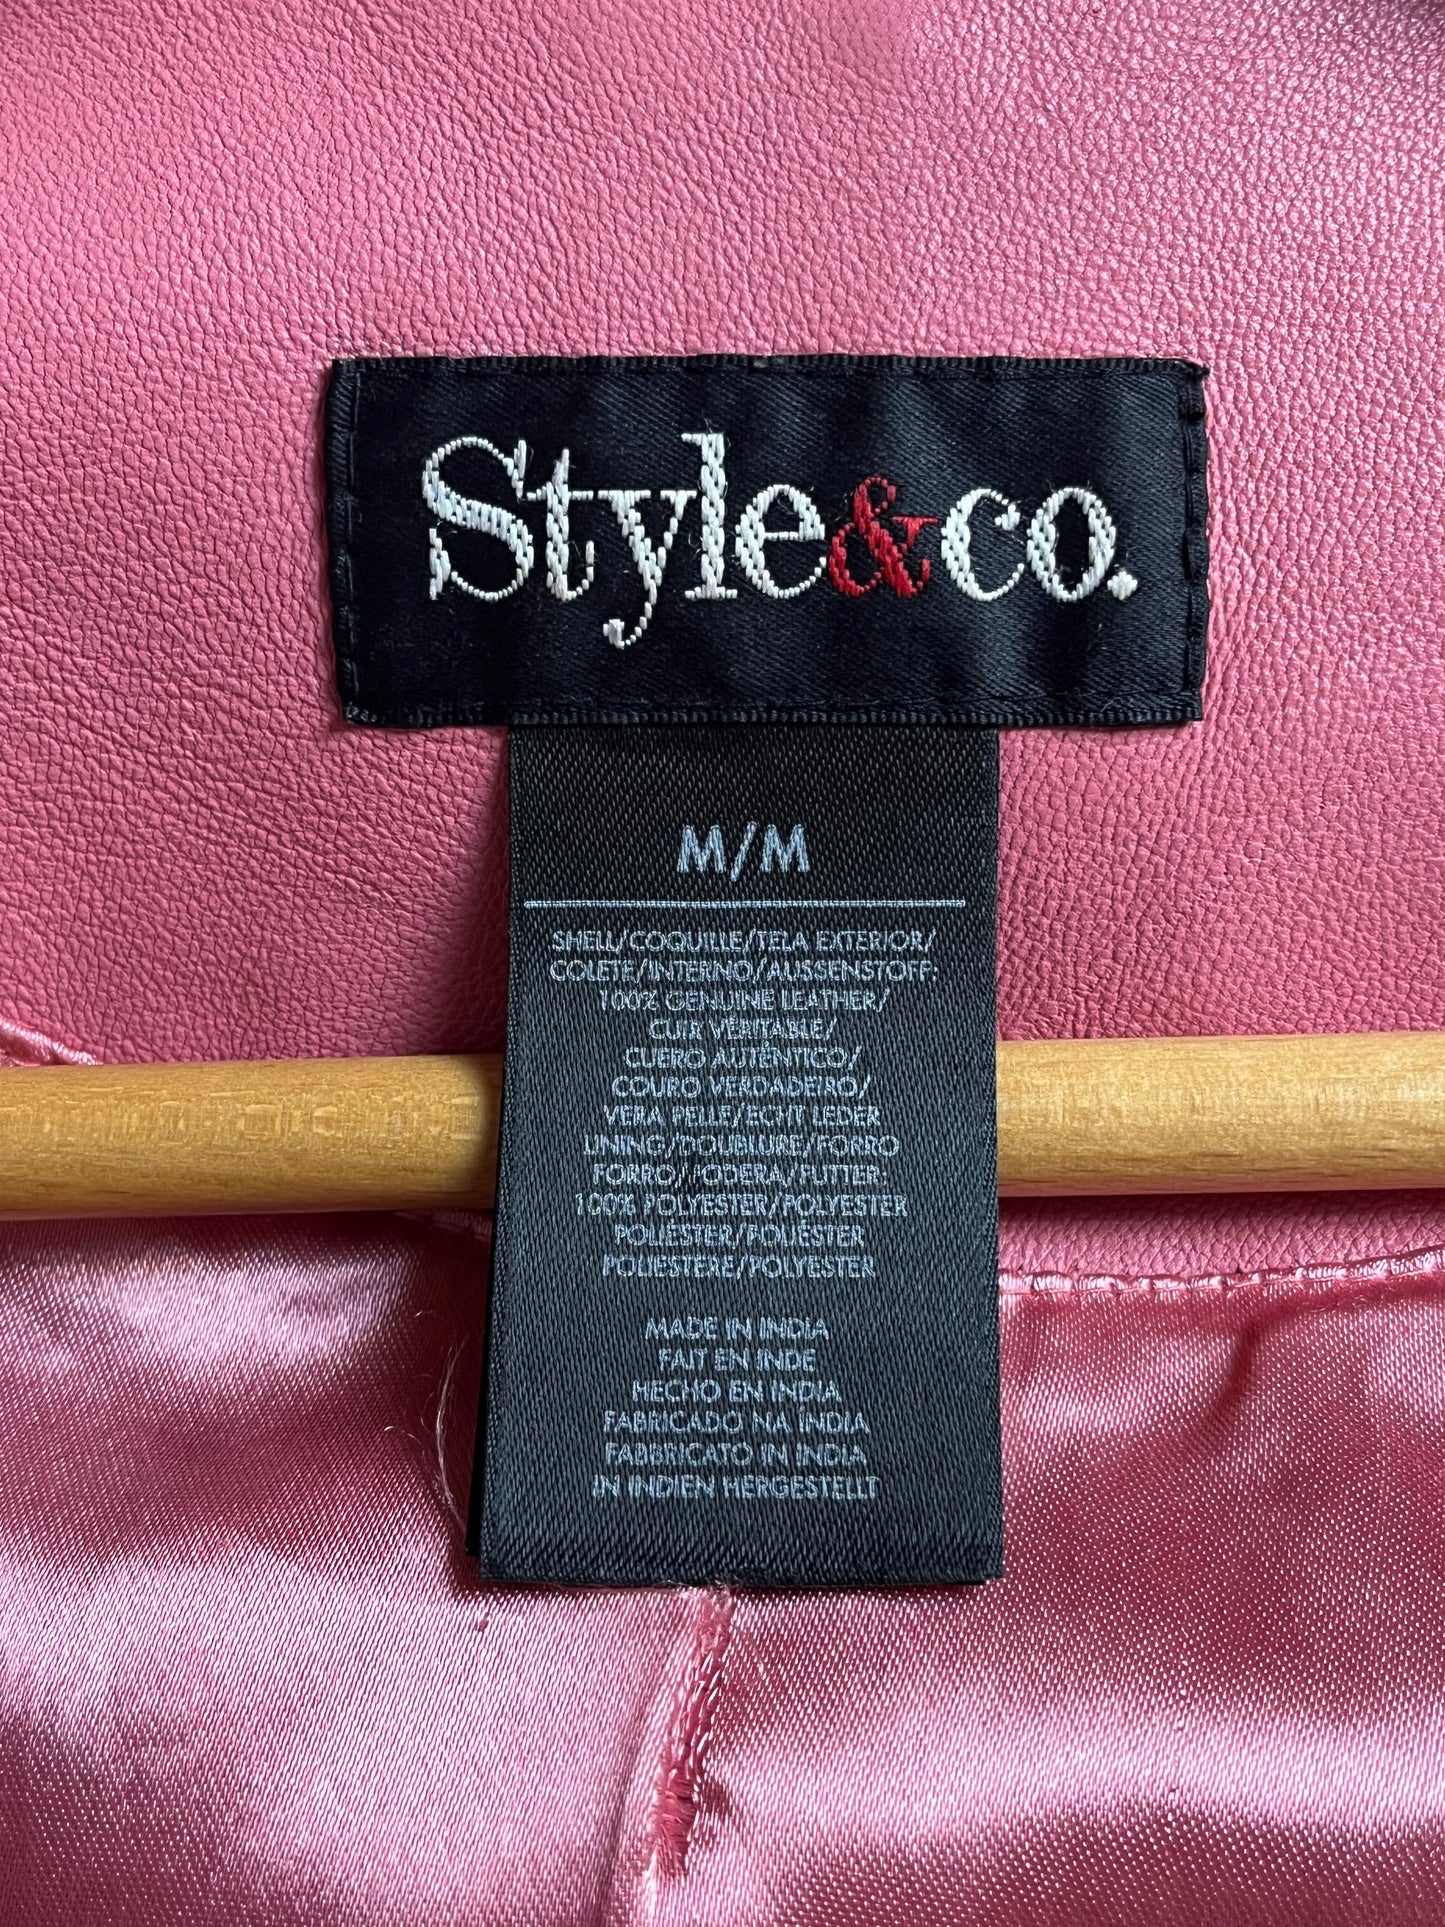 Style&co.
M/M
SHELL/COQUILLE/TELA EXTERIOR/
COLETE/INTERNO/AUSSENSTOFF:
100% GENUINE LEATHER/
CUIR VÉRITABLE/
CUERO AUTÉNTICO/
COURO VERDADEIRO/
VERA PELLE/ECHT LEDER
LINING/DOUBLURE/FORRO
FORRO/FODERA/FUTTER:
100% POLYESTER/POLYESTER
POLIÉSTER/POLIÉSTER
POLIESTERE/POLYESTER
MADE IN INDIA
FAIT EN INDE
HECHO EN INDIA
FABRICADO NA ÍNDIA
FABBRICATO IN INDIA
IN INDIEN HERGESTELLT